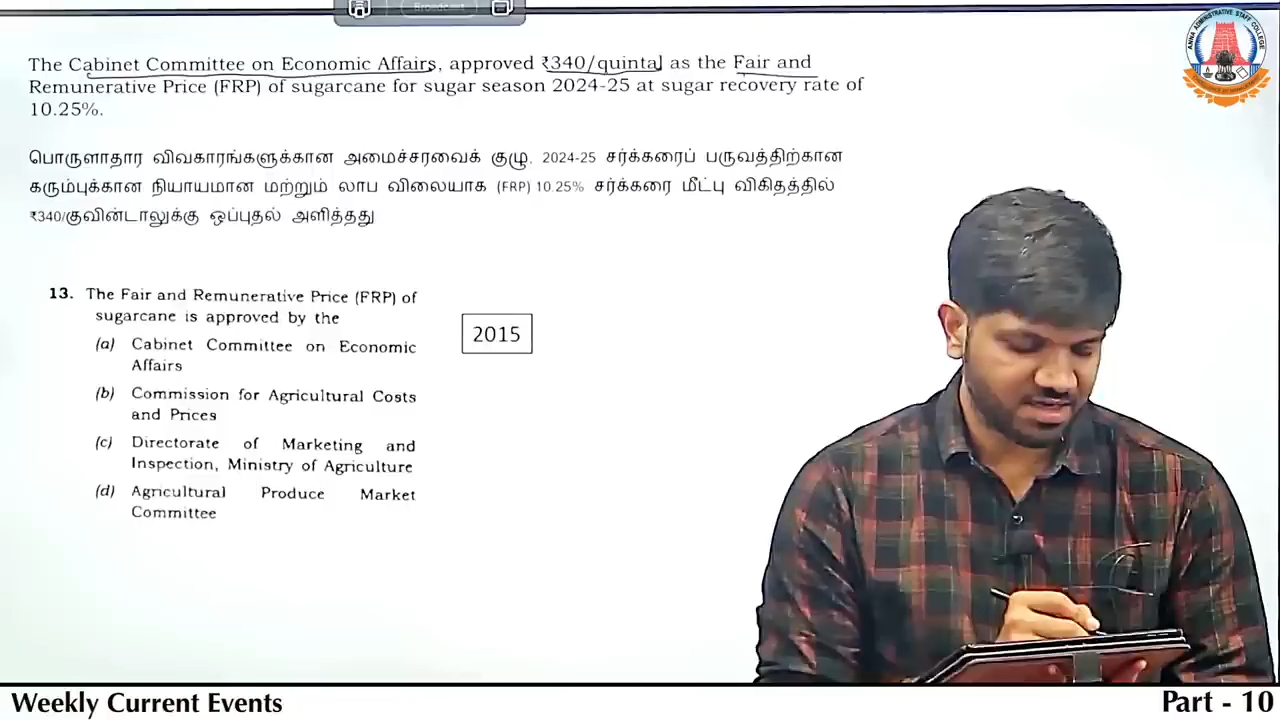 Broadcast
ANNA ADMINISTRATIVE STAFF COLLEGE
The Cabinet Committee on Economic Affairs, approved ₹340/quintal as the Fair and
Remunerative Price (FRP) of sugarcane for sugar season 2024-25 at sugar recovery rate of
10.25%.
பொருளாதார விவகாரங்களுக்கான அமைச்சரவைக் குழு, 2024-25 சர்க்கரைப் பருவத்திற்கான
கரும்புக்கான நியாயமான மற்றும் லாப விலையாக (FRP) 10.25% சர்க்கரை மீட்பு விகிதத்தில்
₹340/குவின்டாலுக்கு ஒப்புதல் அளித்தது
13. The Fair and Remunerative Price (FRP) of
sugarcane is approved by the
2015
(a) Cabinet Committee on Economic
Affairs
(b) Commission for Agricultural Costs
and Prices
(c) Directorate of Marketing and
Inspection, Ministry of Agriculture
(d) Agricultural Produce Market
Committee
Weekly Current Events
Part - 10